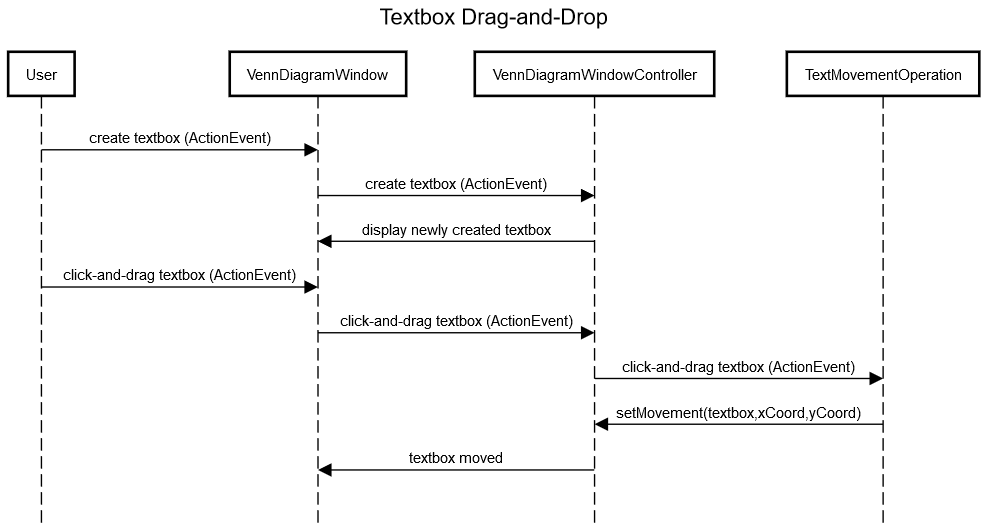 Textbox Drag-and-Drop
User
VennDiagramWindow
VennDiagramWindowController
TextMovementOperation
create textbox (ActionEvent)
create textbox (ActionEvent)
display newly created textbox
click-and-drag textbox (ActionEvent)
click-and-drag textbox (ActionEvent)
click-and-drag textbox (ActionEvent)
setMovement(textbox,xCoord,yCoord)
textbox moved